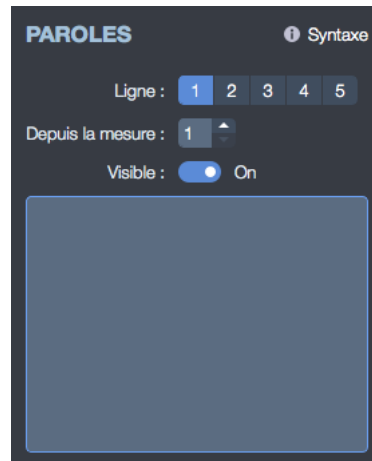 PAROLES Syntaxe
Ligne : 1 2 3 4 5
Depuis la mesure : 1
Visible : On